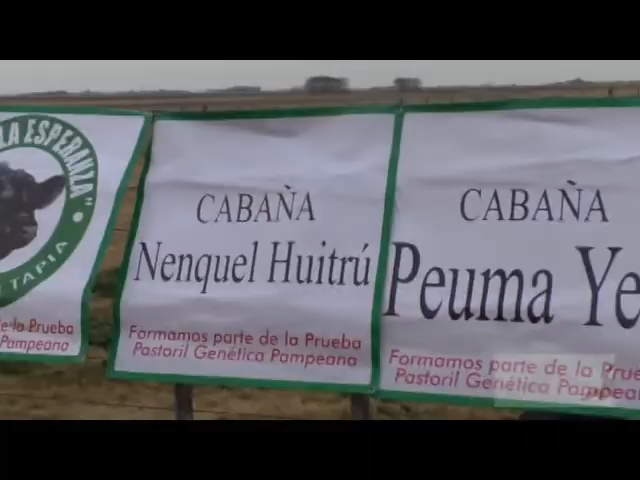 LA ESPERANZA"
TAPIA
de la Prueba
Pampeana
CABAÑA
Nenquel Huitrú
Formamos parte de la Prueba
Pastoril Genética Pampeana
CABAÑA
Peuma Ye
Formamos parte de la Prue
Pastoril Genética Pampea